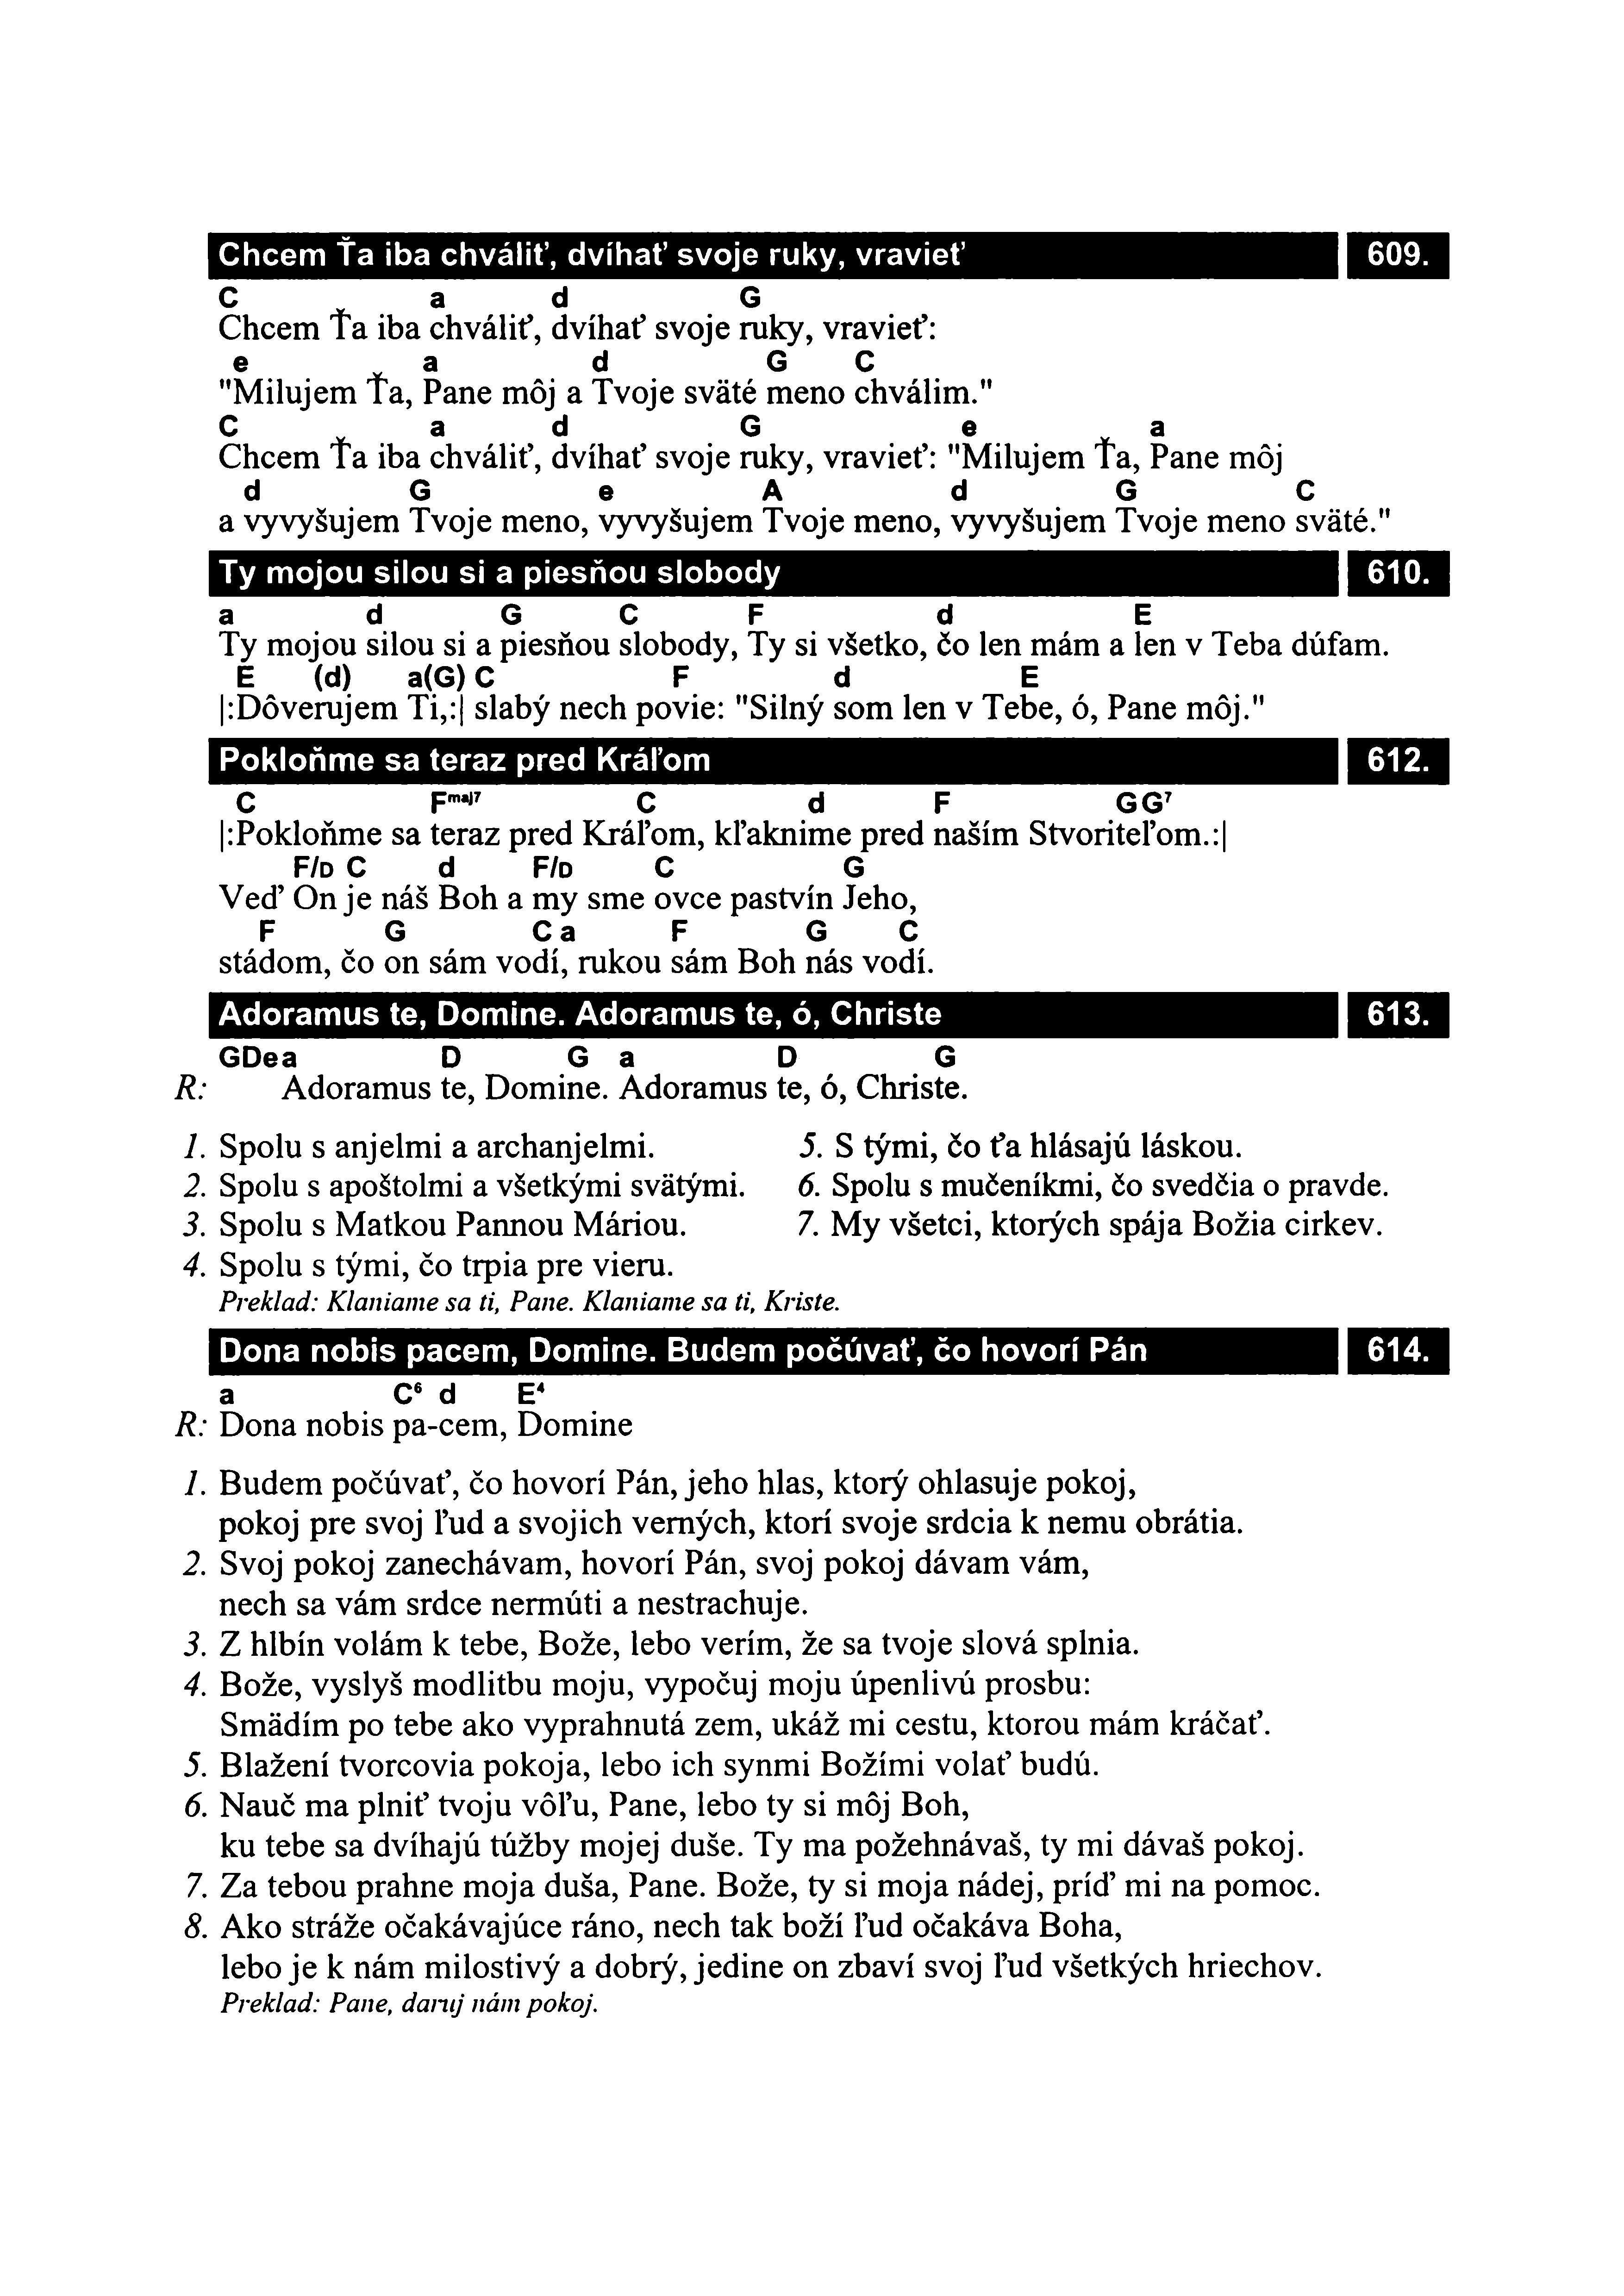 Chcem Ťa iba chváliť, dvíhať svoje ruky, vravieť 609.
C a d G
Chcem Ťa iba chváliť, dvíhať svoje ruky, vravieť:
e a d G C
"Milujem Ťa, Pane môj a Tvoje sväté meno chválim."
C a d G e a
Chcem Ťa iba chváliť, dvíhať svoje ruky, vravieť: "Milujem Ťa, Pane môj
d G e A d G C
a vyvyšujem Tvoje meno, vyvyšujem Tvoje meno, vyvyšujem Tvoje meno sväté."
Ty mojou silou si a piesňou slobody 610.
a d G C F d E
Ty mojou silou si a piesňou slobody, Ty si všetko, čo len mám a len v Teba dúfam.
E (d) a(G) C F d E
|:Dôverujem Ti,:| slabý nech povie: "Silný som len v Tebe, ó, Pane môj."
Pokloňme sa teraz pred Kráľom 612.
C Fmaj7 C d F G G7
|:Pokloňme sa teraz pred Kráľom, kľaknime pred naším Stvoriteľom.:|
F/D C d F/D C G
Veď On je náš Boh a my sme ovce pastvín Jeho,
F G C a F G C
stádom, čo on sám vodí, rukou sám Boh nás vodí.
Adoramus te, Domine. Adoramus te, ó, Christe 613.
G D e a D G a D G
R: Adoramus te, Domine. Adoramus te, ó, Christe.
1. Spolu s anjelmi a archanjelmi.
2. Spolu s apoštolmi a všetkými svätými.
3. Spolu s Matkou Pannou Máriou.
4. Spolu s tými, čo trpia pre vieru.
5. S tými, čo ťa hlásajú láskou.
6. Spolu s mučeníkmi, čo svedčia o pravde.
7. My všetci, ktorých spája Božia cirkev.
Preklad: Klaniame sa ti, Pane. Klaniame sa ti, Kriste.
Dona nobis pacem, Domine. Budem počúvať, čo hovorí Pán 614.
a C6 d E4
R: Dona nobis pa-cem, Domine
1. Budem počúvať, čo hovorí Pán, jeho hlas, ktorý ohlasuje pokoj,
pokoj pre svoj ľud a svojich verných, ktorí svoje srdcia k nemu obrátia.
2. Svoj pokoj zanechávam, hovorí Pán, svoj pokoj dávam vám,
nech sa vám srdce nermúti a nestrachuje.
3. Z hlbín volám k tebe, Bože, lebo verím, že sa tvoje slová splnia.
4. Bože, vyslyš modlitbu moju, vypočuj moju úpenlivú prosbu:
Smädím po tebe ako vyprahnutá zem, ukáž mi cestu, ktorou mám kráčať.
5. Blažení tvorcovia pokoja, lebo ich synmi Božími volať budú.
6. Nauč ma plniť tvoju vôľu, Pane, lebo ty si môj Boh,
ku tebe sa dvíhajú túžby mojej duše. Ty ma požehnávaš, ty mi dávaš pokoj.
7. Za tebou prahne moja duša, Pane. Bože, ty si moja nádej, príď mi na pomoc.
8. Ako stráže očakávajúce ráno, nech tak boží ľud očakáva Boha,
lebo je k nám milostivý a dobrý, jedine on zbaví svoj ľud všetkých hriechov.
Preklad: Pane, daruj nám pokoj.